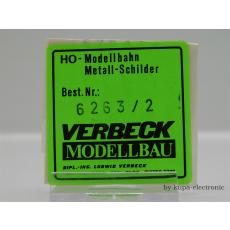 HO-Modellbahn
Metall-Schilder
Best.Nr.:
6263/2
VERBECK
MODELLBAU
DIPL.-ING. LUDWIG VERBECK
by-kupa-electronic